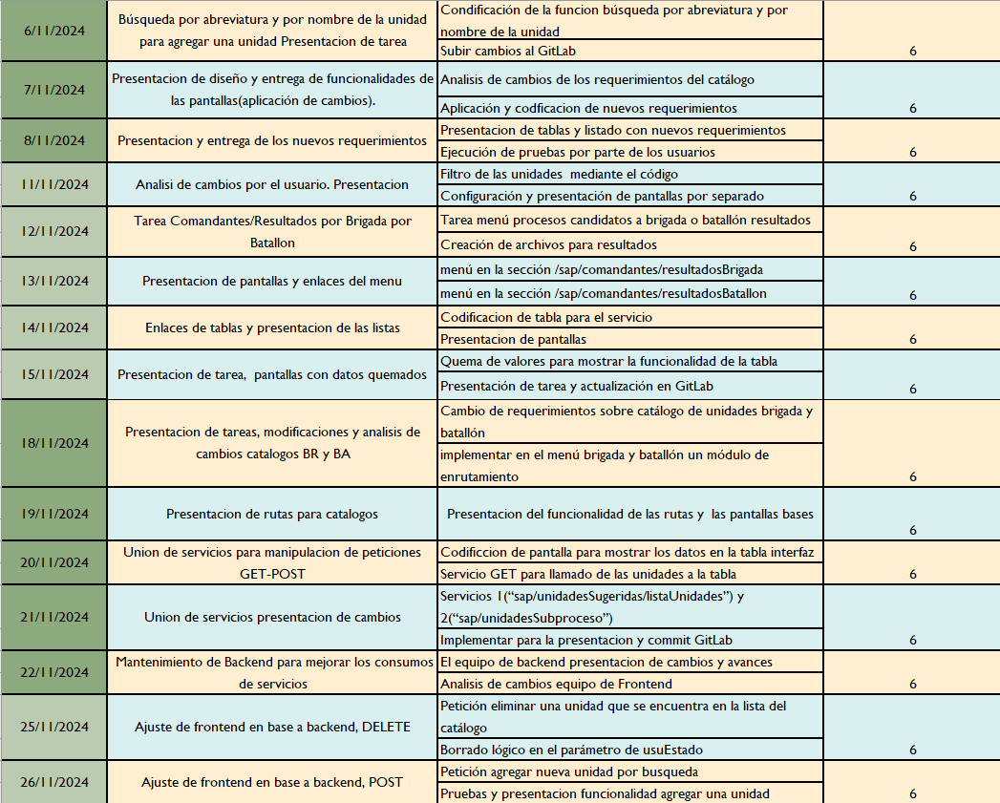 6/11/2024
Búsqueda por abreviatura y por nombre de la unidad
para agregar una unidad Presentacion de tarea
Condificación de la funcion búsqueda por abreviatura y por
nombre de la unidad
Subir cambios al GitLab
6
7/11/2024
Presentacion de diseño y entrega de funcionalidades de
las pantallas(aplicación de cambios).
Analisis de cambios de los requerimientos del catálogo
Aplicación y codficacion de nuevos requerimientos
6
8/11/2024
Presentacion y entrega de los nuevos requerimientos
Presentacion de tablas y listado con nuevos requerimientos
Ejecución de pruebas por parte de los usuarios
6
11/11/2024
Analisi de cambios por el usuario. Presentacion
Filtro de las unidades mediante el código
Configuración y presentación de pantallas por separado
6
12/11/2024
Tarea Comandantes/Resultados por Brigada por
Batallon
Tarea menú procesos candidatos a brigada o batallón resultados
Creación de archivos para resultados
6
13/11/2024
Presentacion de pantallas y enlaces del menu
menú en la sección /sap/comandantes/resultadosBrigada
menú en la sección /sap/comandantes/resultadosBatallon
6
14/11/2024
Enlaces de tablas y presentacion de las listas
Codificacion de tabla para el servicio
Presentacion de pantallas
6
15/11/2024
Presentacion de tarea, pantallas con datos quemados
Quema de valores para mostrar la funcionalidad de la tabla
Presentación de tarea y actualización en GitLab
6
18/11/2024
Presentacion de tareas, modificaciones y analisis de
cambios catalogos BR y BA
Cambio de requerimientos sobre catálogo de unidades brigada y
batallón
implementar en el menú brigada y batallón un módulo de
enrutamiento
6
19/11/2024
Presentacion de rutas para catalogos
Presentacion del funcionalidad de las rutas y las pantallas bases
6
20/11/2024
Union de servicios para manipulacion de peticiones
GET-POST
Codificcion de pantalla para mostrar los datos en la tabla interfaz
Servicio GET para llamado de las unidades a la tabla
6
21/11/2024
Union de servicios presentacion de cambios
Servicios 1(“sap/unidadesSugeridas/listaUnidades”) y
2(“sap/unidadesSubproceso”)
Implementar para la presentacion y commit GitLab
6
22/11/2024
Mantenimiento de Backend para mejorar los consumos
de servicios
El equipo de backend presentacion de cambios y avances
Analisis de cambios equipo de Frontend
6
25/11/2024
Ajuste de frontend en base a backend, DELETE
Petición eliminar una unidad que se encuentra en la lista del
catálogo
Borrado lógico en el parámetro de usuEstado
6
26/11/2024
Ajuste de frontend en base a backend, POST
Petición agregar nueva unidad por busqueda
Pruebas y presentacion funcionalidad agregar una unidad
6